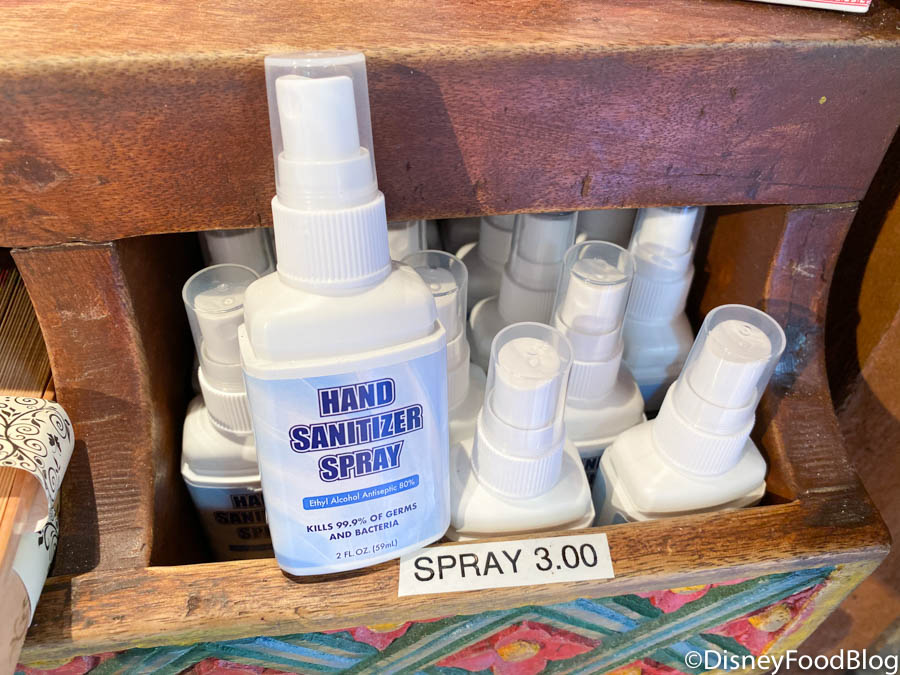 HAND
SANITIZER
SPRAY
Ethyl Alcohol Antiseptic 80%
KILLS 99.9% OF GERMS
AND BACTERIA
2 FL. OZ. (59mL)
HAND
SPRAY 3.00
©DisneyFoodBlog